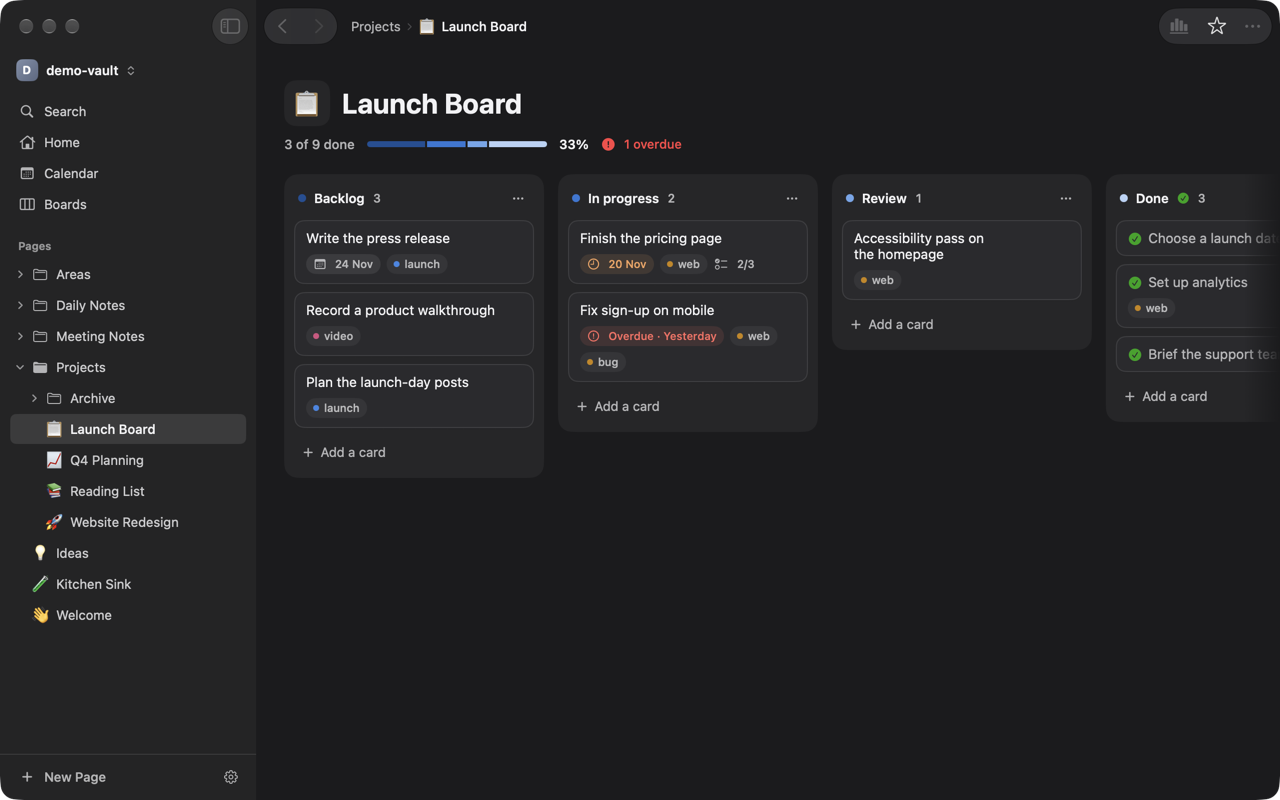 D demo-vault
Search
Home
Calendar
Boards
Pages
Areas
Daily Notes
Meeting Notes
Projects
Archive
Launch Board
Q4 Planning
Reading List
Website Redesign
Ideas
Kitchen Sink
Welcome
+ New Page
Projects › Launch Board
Launch Board
3 of 9 done 33% 1 overdue
Backlog 3
Write the press release
24 Nov launch
Record a product walkthrough
video
Plan the launch-day posts
launch
+ Add a card
In progress 2
Finish the pricing page
20 Nov web 2/3
Fix sign-up on mobile
Overdue · Yesterday web
bug
+ Add a card
Review 1
Accessibility pass on
the homepage
web
+ Add a card
Done 3
Choose a launch
Set up analytics
web
Brief the support
+ Add a card